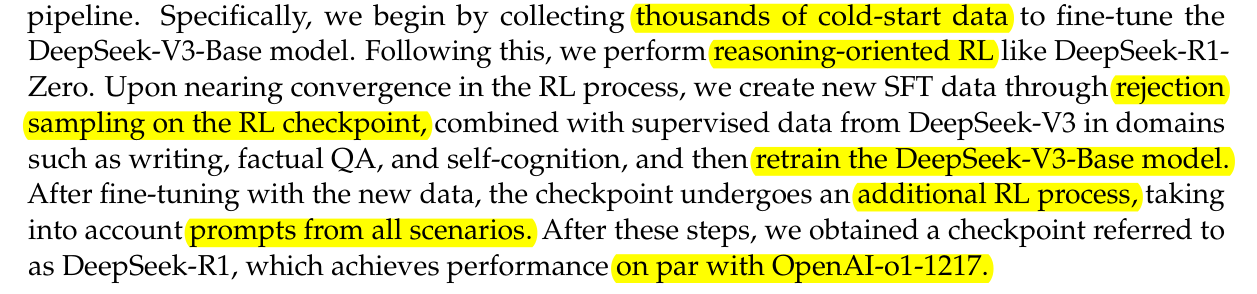 pipeline. Specifically, we begin by collecting thousands of cold-start data to fine-tune the
DeepSeek-V3-Base model. Following this, we perform reasoning-oriented RL like DeepSeek-R1-
Zero. Upon nearing convergence in the RL process, we create new SFT data through rejection
sampling on the RL checkpoint, combined with supervised data from DeepSeek-V3 in domains
such as writing, factual QA, and self-cognition, and then retrain the DeepSeek-V3-Base model.
After fine-tuning with the new data, the checkpoint undergoes an additional RL process, taking
into account prompts from all scenarios. After these steps, we obtained a checkpoint referred to
as DeepSeek-R1, which achieves performance on par with OpenAI-o1-1217.